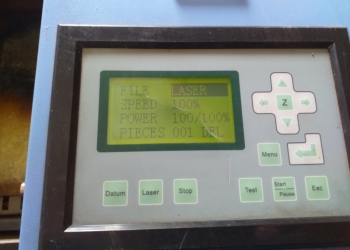 FILE LASER
SPEED 100%
POWER 100/100%
PIECES 001 DEL
Z
Menu
Datum Laser Stop Test Start/Pause Esc